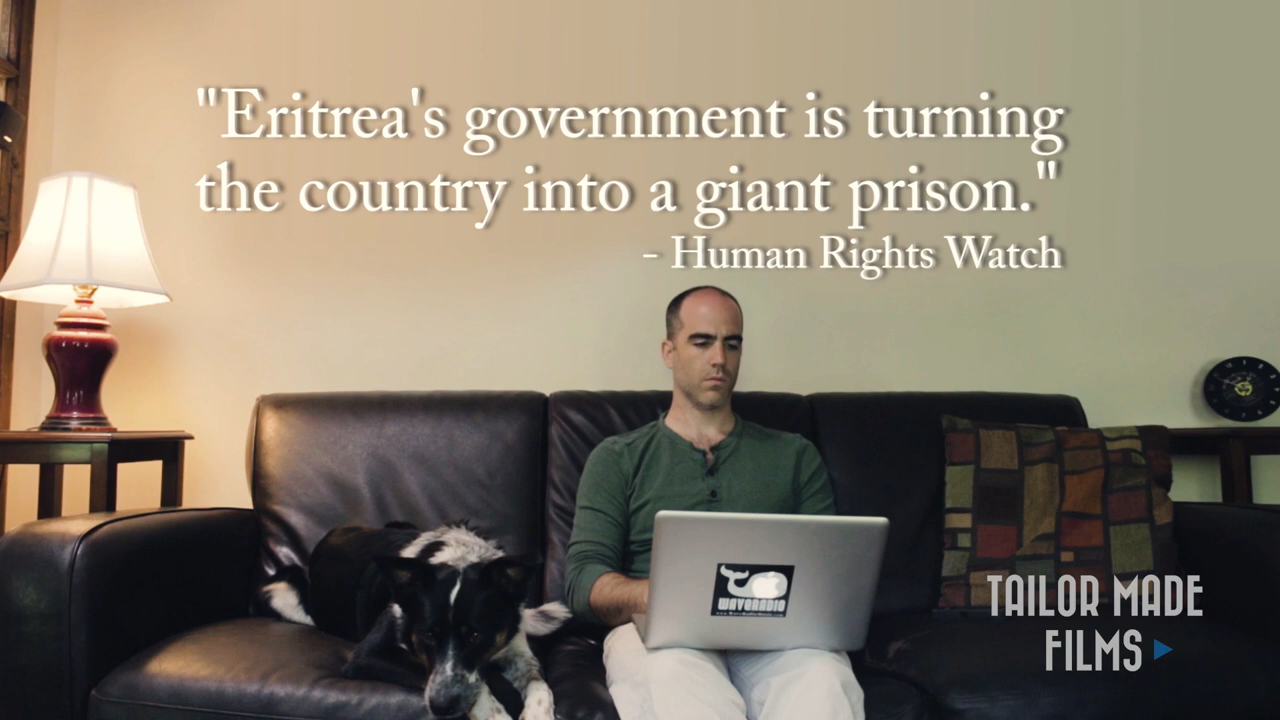 "Eritrea's government is turning
the country into a giant prison."
- Human Rights Watch
WAVERADIO
TAILOR MADE
FILMS